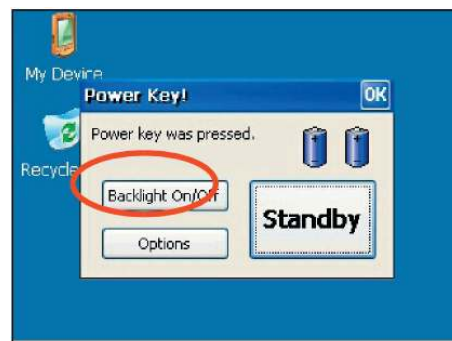 My Device
Power Key!
OK
Power key was pressed.
Recycle
Backlight On/Off
Standby
Options